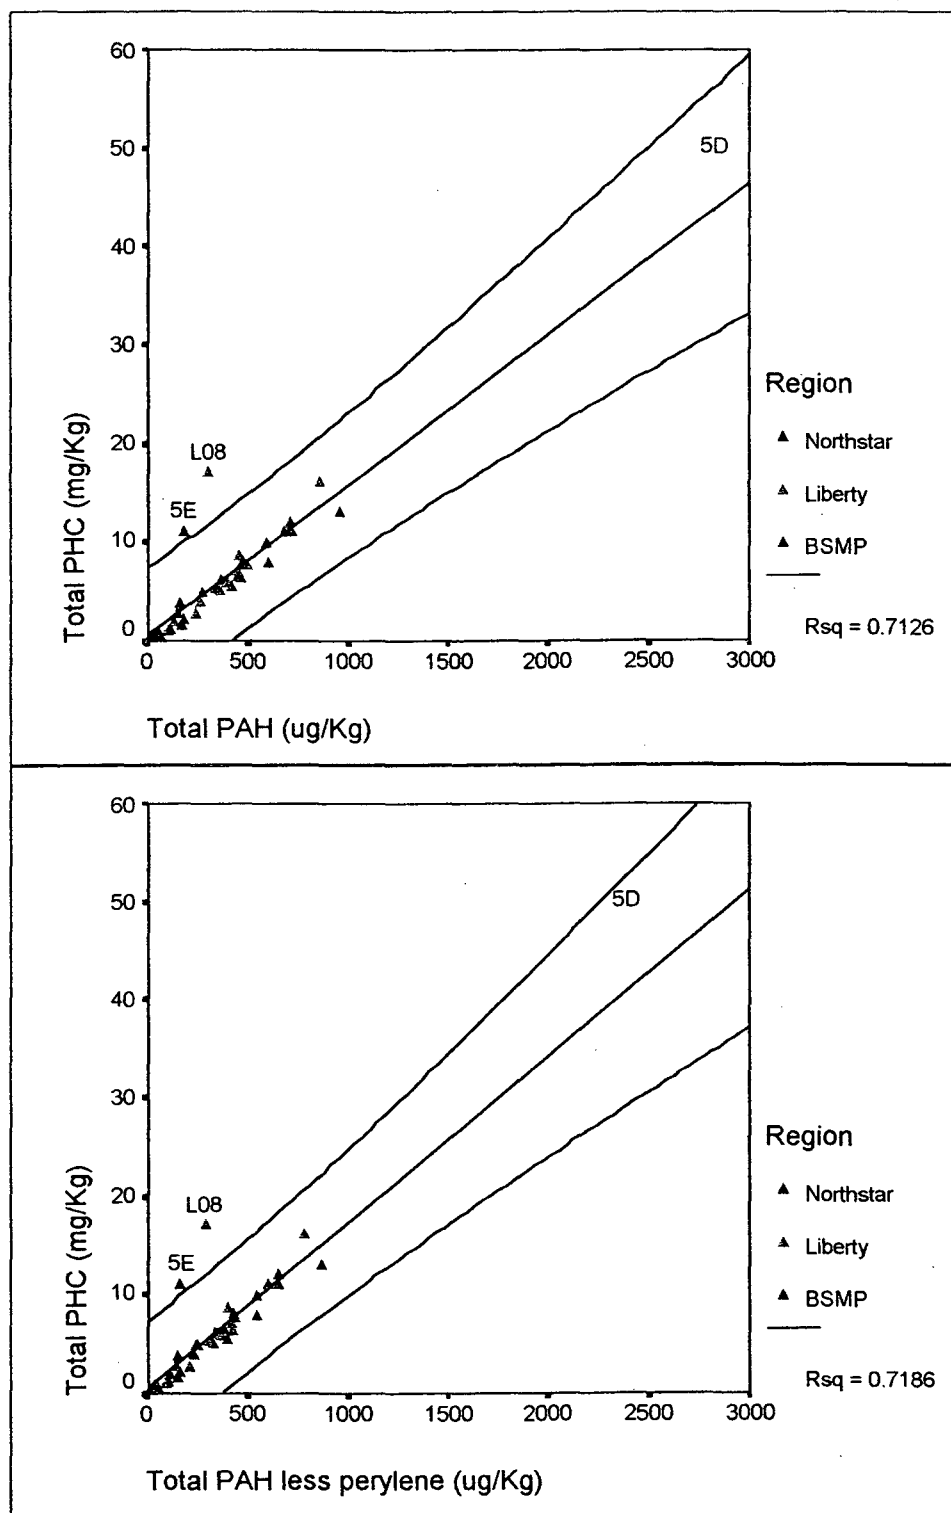 60
50
40
30
20
10
0
0 500 1000 1500 2000 2500 3000
Total PHC (mg/Kg)
Total PAH (ug/Kg)
5D
L08
5E
Region
Northstar
Liberty
BSMP
Rsq = 0.7126
60
50
40
30
20
10
0
0 500 1000 1500 2000 2500 3000
Total PHC (mg/Kg)
Total PAH less perylene (ug/Kg)
5D
L08
5E
Region
Northstar
Liberty
BSMP
Rsq = 0.7186